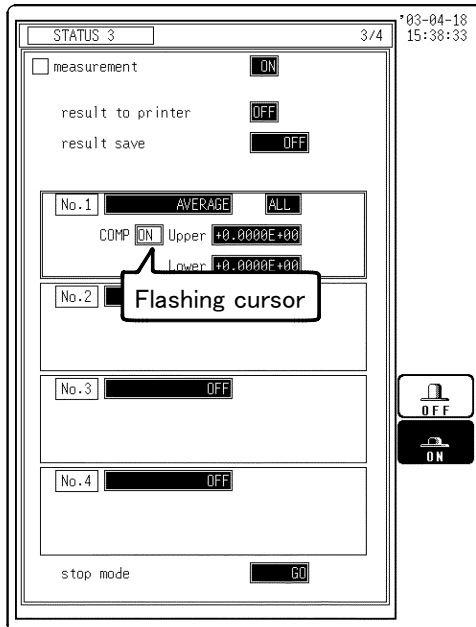 '03-04-18
STATUS 3 3/4 15:38:33
measurement ON
result to printer OFF
result save OFF
No.1 AVERAGE ALL
COMP ON Upper +0.0000E+00
Lower +0.0000E+00
Flashing cursor
No.2
No.3 OFF
OFF
ON
No.4 OFF
stop mode GO